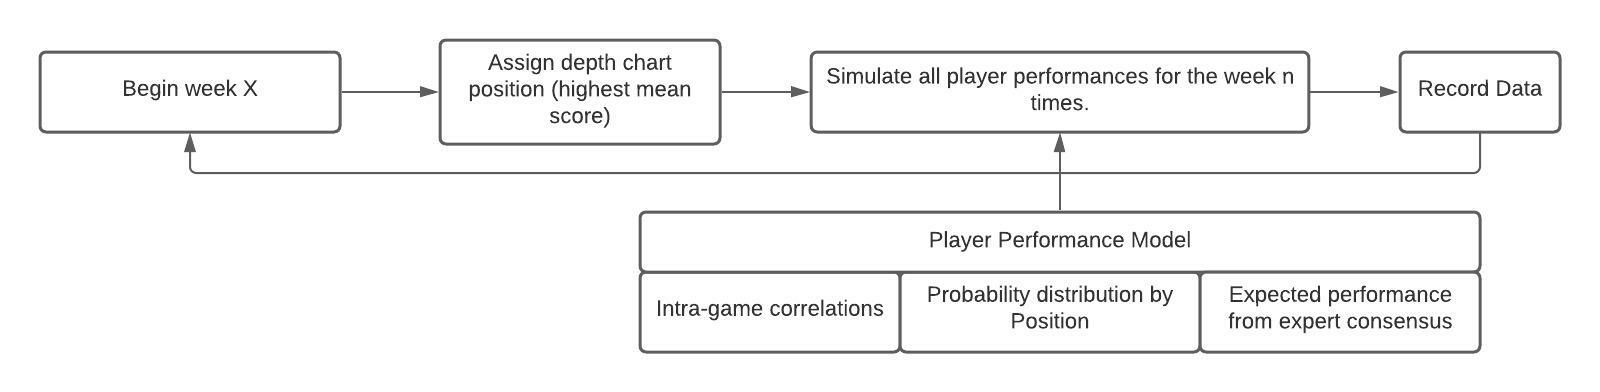 Begin week X
Assign depth chart
position (highest mean
score)
Simulate all player performances for the week n
times.
Record Data
Player Performance Model
Intra-game correlations
Probability distribution by
Position
Expected performance
from expert consensus